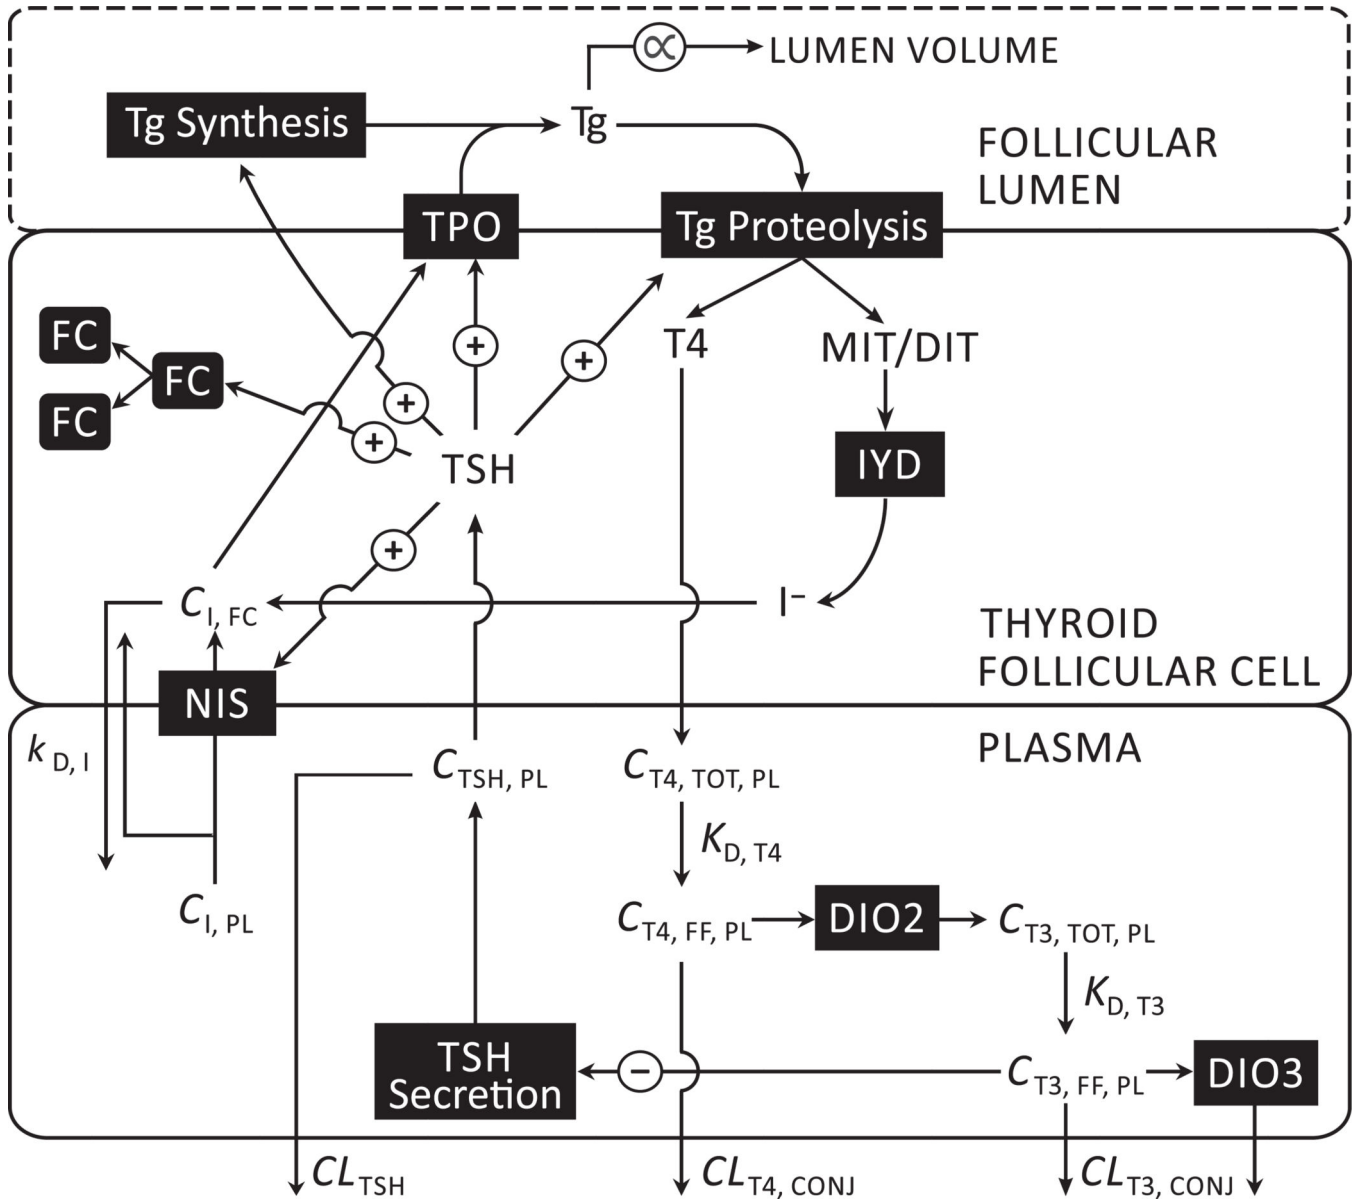 ∝ LUMEN VOLUME
Tg Synthesis
Tg
FOLLICULAR
LUMEN
TPO
Tg Proteolysis
FC
FC
FC
+
+
+
+
T4
MIT/DIT
TSH
IYD
+
C I, FC
I−
THYROID
FOLLICULAR CELL
NIS
PLASMA
k D, I
C TSH, PL
C T4, TOT, PL
K D, T4
C I, PL
C T4, FF, PL
DIO2
C T3, TOT, PL
K D, T3
TSH
Secretion
−
C T3, FF, PL
DIO3
CL TSH
CL T4, CONJ
CL T3, CONJ